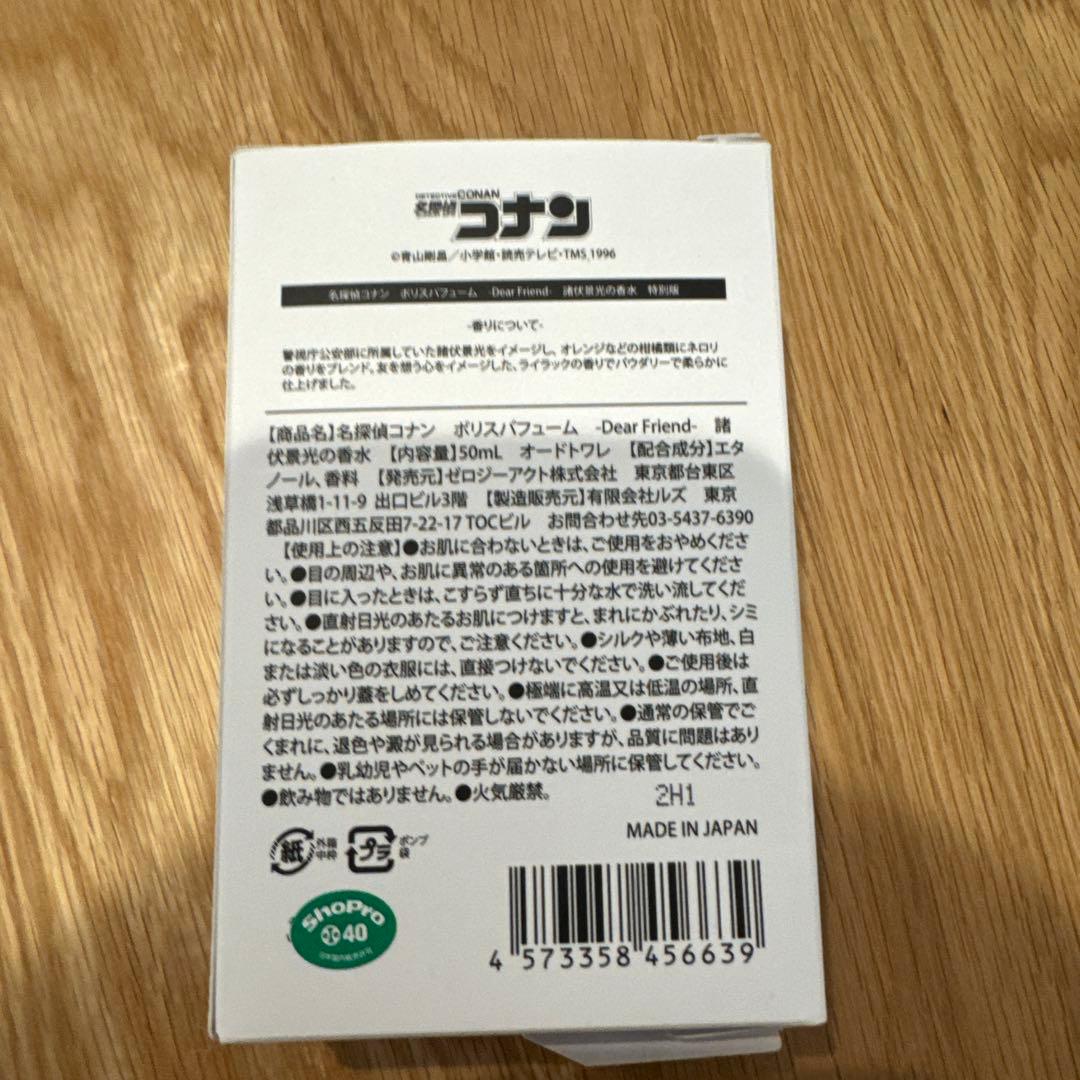 DETECTIVE CONAN
名探偵コナン
©青山剛昌／小学館・読売テレビ・TMS 1996
名探偵コナン　ポリスパフューム　-Dear Friend-　諸伏景光の香水　特別版
-香りについて-
警視庁公安部に所属していた諸伏景光をイメージし、オレンジなどの柑橘類にネロリ
の香りをブレンド。友を想う心をイメージした、ライラックの香りでパウダリーで柔らかに
仕上げました。
【商品名】名探偵コナン　ポリスパフューム　-Dear Friend-　諸
伏景光の香水　【内容量】50mL　オードトワレ　【配合成分】エタ
ノール、香料　【発売元】ゼロジーアクト株式会社　東京都台東区
浅草橋1-11-9 出口ビル3階　【製造販売元】有限会社ルズ　東京
都品川区西五反田7-22-17 TOCビル　お問合わせ先03-5437-6390
【使用上の注意】●お肌に合わないときは、ご使用をおやめくださ
い。●目の周辺や、お肌に異常のある箇所への使用を避けてくださ
い。●目に入ったときは、こすらず直ちに十分な水で洗い流してくだ
さい。●直射日光のあたるお肌につけますと、まれにかぶれたり、シミ
になることがありますので、ご注意ください。●シルクや薄い布地、白
または淡い色の衣服には、直接つけないでください。●ご使用後は
必ずしっかり蓋をしめてください。●極端に高温又は低温の場所、直
射日光のあたる場所には保管しないでください。●通常の保管でご
くまれに、退色や澱が見られる場合がありますが、品質に問題はあり
ません。●乳幼児やペットの手が届かない場所に保管してください。
●飲み物ではありません。●火気厳禁。
2H1
MADE IN JAPAN
紙 外箱 中枠
プラ ポンプ 袋
ShoPro
40
日本国内販売許可
4 573358 456639